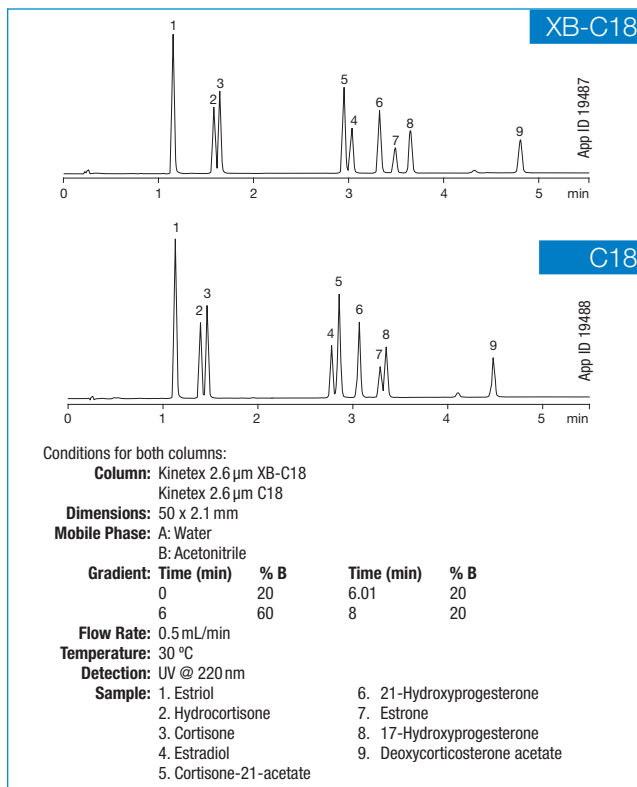 XB-C18
1
2
3
5
4
6
7
8
9
App ID 19487
0 1 2 3 4 5 min
C18
1
2
3
4
5
6
7
8
9
App ID 19488
0 1 2 3 4 5 min
Conditions for both columns:
Column: Kinetex 2.6 µm XB-C18
Kinetex 2.6 µm C18
Dimensions: 50 x 2.1 mm
Mobile Phase: A: Water
B: Acetonitrile
Gradient: Time (min) % B Time (min) % B
0 20 6.01 20
6 60 8 20
Flow Rate: 0.5 mL/min
Temperature: 30 ºC
Detection: UV @ 220 nm
Sample: 1. Estriol 6. 21-Hydroxyprogesterone
2. Hydrocortisone 7. Estrone
3. Cortisone 8. 17-Hydroxyprogesterone
4. Estradiol 9. Deoxycorticosterone acetate
5. Cortisone-21-acetate